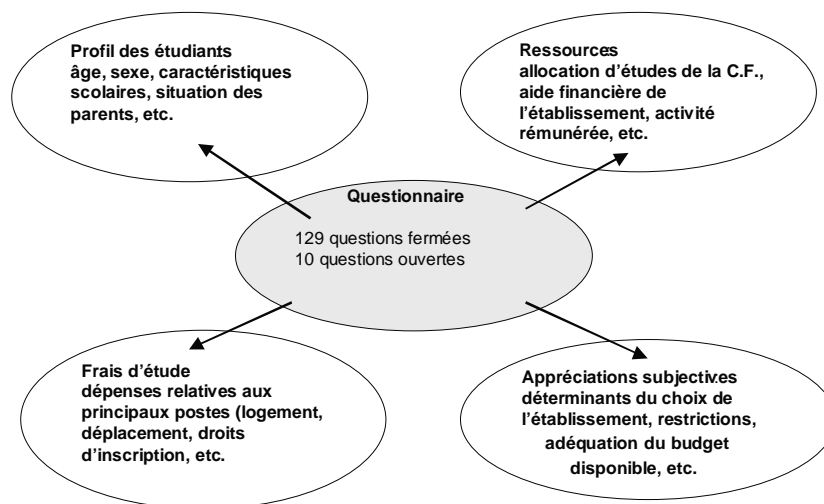 Profil des étudiants
âge, sexe, caractéristiques
scolaires, situation des
parents, etc.
Ressources
allocation d'études de la C.F.,
aide financière de
l'établissement, activité
rémunérée, etc.
Questionnaire
129 questions fermées
10 questions ouvertes
Frais d'étude
dépenses relatives aux
principaux postes (logement,
déplacement, droits
d'inscription, etc.
Appréciations subjectives
déterminants du choix de
l'établissement, restrictions,
adéquation du budget
disponible, etc.